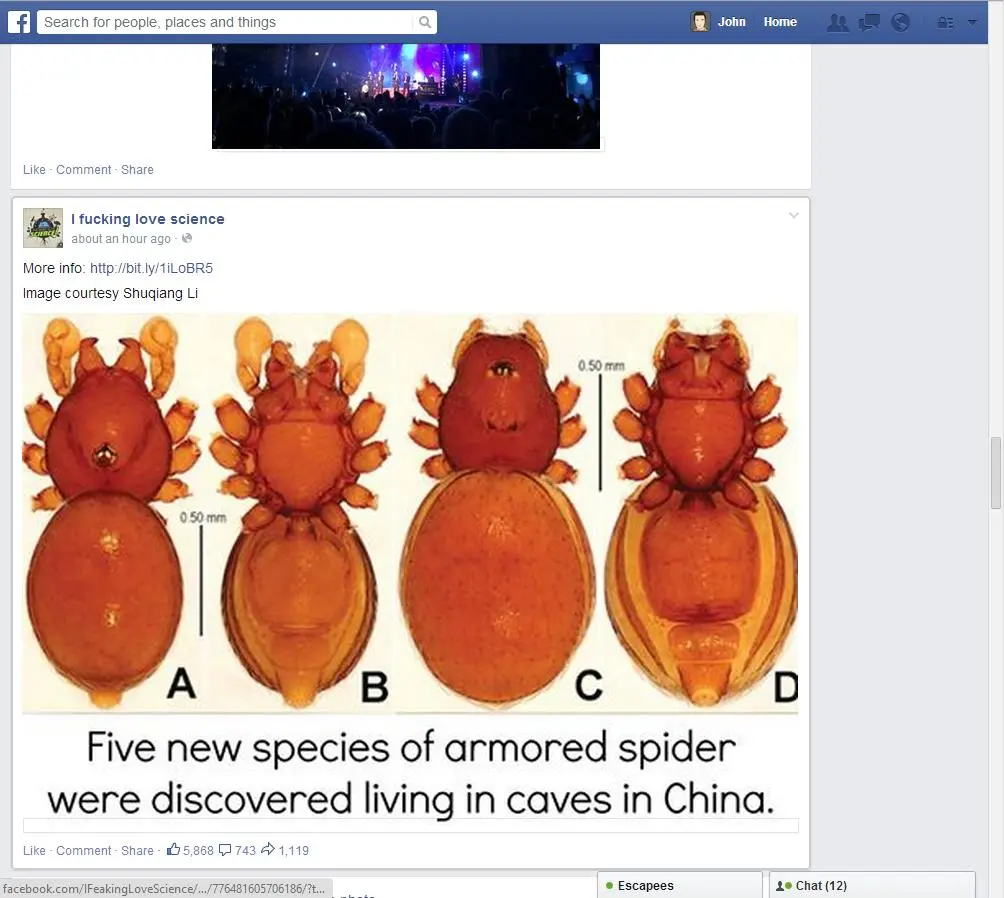 Search for people, places and things
John Home
Like · Comment · Share
I fucking love science
about an hour ago ·
More info: http://bit.ly/1iLoBR5
Image courtesy Shuqiang Li
0.50 mm
0.50 mm
A B C D
Five new species of armored spider
were discovered living in caves in China.
Like · Comment · Share · 5,868 743 1,119
facebook.com/IFeakingLoveScience/.../776481605706186/?t...
Escapees
Chat (12)